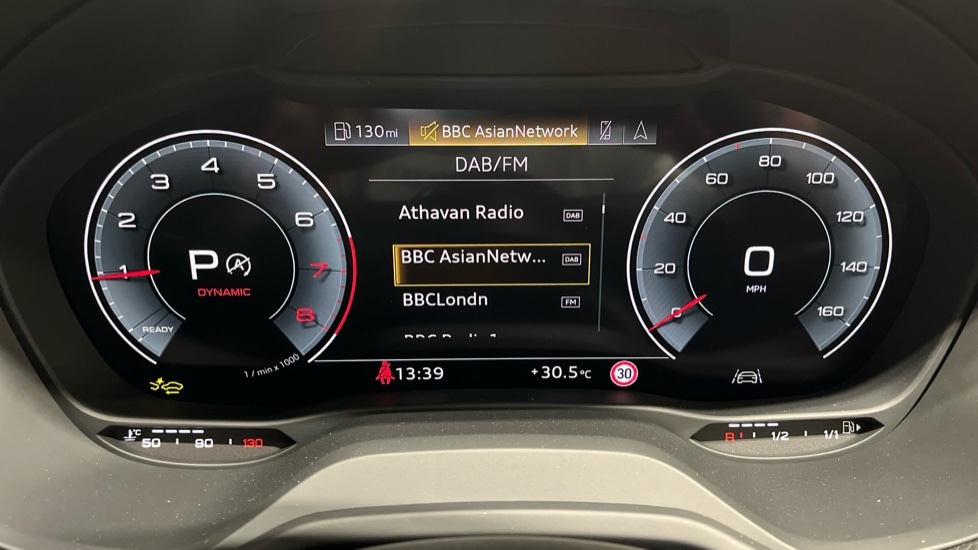 130mi BBC AsianNetwork
DAB/FM
Athavan Radio DAB
BBC AsianNetw... DAB
BBCLondn FM
1 2 3 4 5 6 7 8
READY
1 / min x 1000
P A
DYNAMIC
0 20 40 60 80 100 120 140 160
0
MPH
13:39 +30.5°C 30
°C
50 90 130
R 1/2 1/1